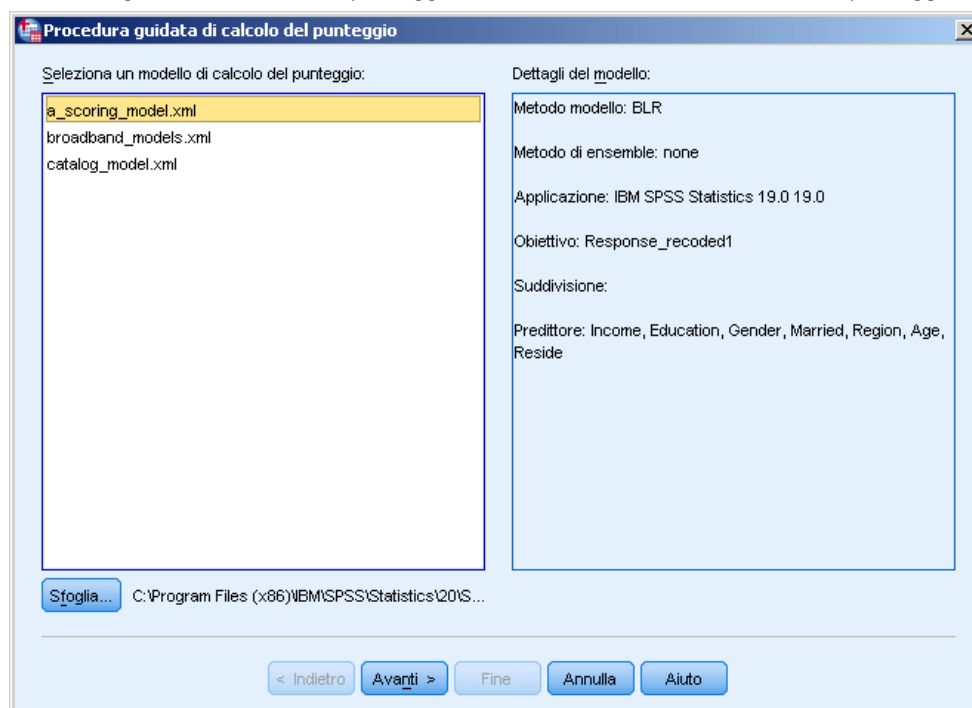 Procedura guidata di calcolo del punteggio
Seleziona un modello di calcolo del punteggio:
a_scoring_model.xml
broadband_models.xml
catalog_model.xml
Dettagli del modello:
Metodo modello: BLR
Metodo di ensemble: none
Applicazione: IBM SPSS Statistics 19.0 19.0
Obiettivo: Response_recoded1
Suddivisione:
Predittore: Income, Education, Gender, Married, Region, Age,
Reside
Sfoglia... C:\Program Files (x86)\IBM\SPSS\Statistics\20\S...
< Indietro Avanti > Fine Annulla Aiuto